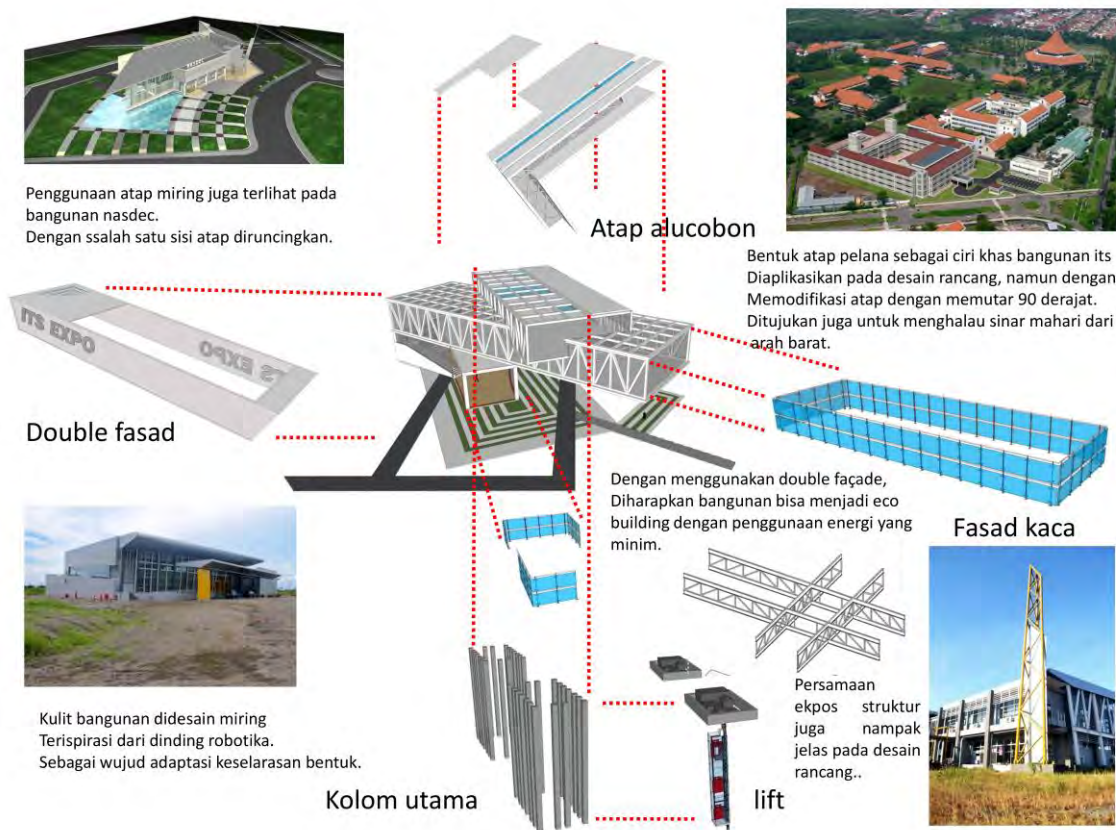 Penggunaan atap miring juga terlihat pada
bangunan nasdec.
Dengan ssalah satu sisi atap diruncingkan.
Atap alucobon
Bentuk atap pelana sebagai ciri khas bangunan its
Diaplikasikan pada desain rancang, namun dengan
Memodifikasi atap dengan memutar 90 derajat.
Ditujukan juga untuk menghalau sinar mahari dari
arah barat.
ITS EXPO
ITS EXPO
Double fasad
Dengan menggunakan double façade,
Diharapkan bangunan bisa menjadi eco
building dengan penggunaan energi yang
minim.
Fasad kaca
Kulit bangunan didesain miring
Terispirasi dari dinding robotika.
Sebagai wujud adaptasi keselarasan bentuk.
Persamaan
ekpos struktur
juga nampak
jelas pada desain
rancang..
Kolom utama
lift